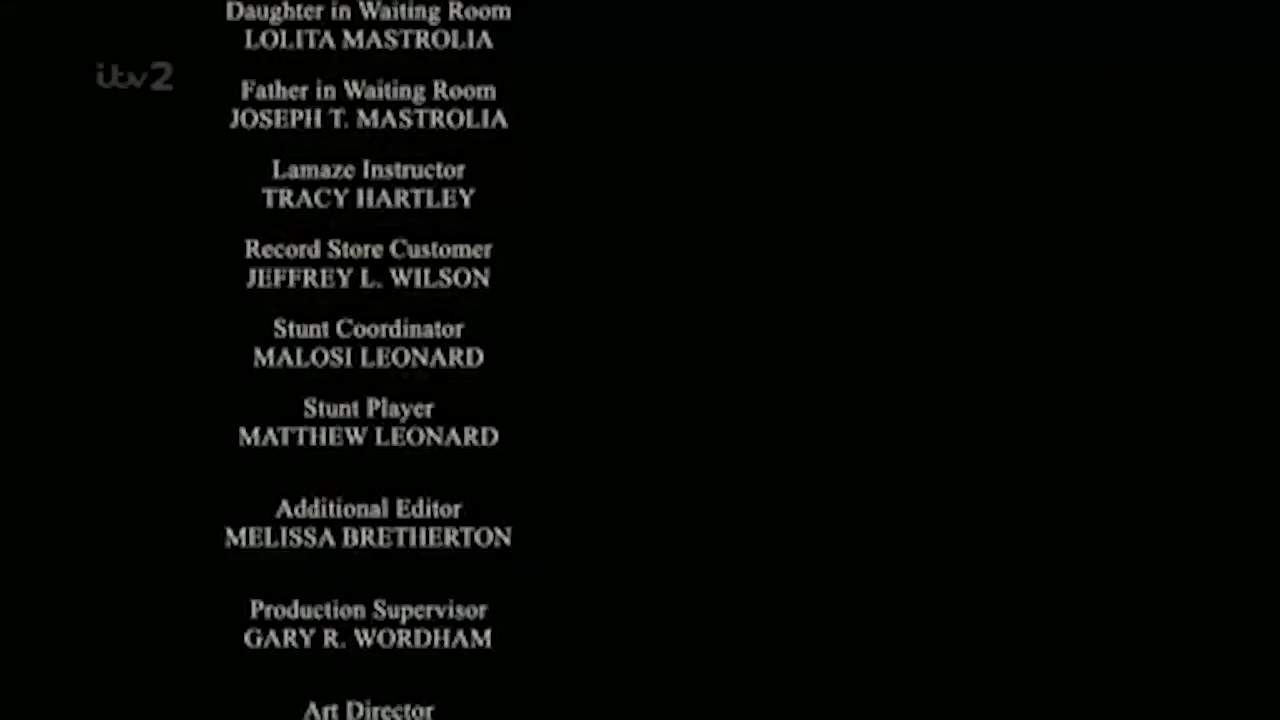 Daughter in Waiting Room
LOLITA MASTROLIA
itv2
Father in Waiting Room
JOSEPH T. MASTROLIA
Lamaze Instructor
TRACY HARTLEY
Record Store Customer
JEFFREY L. WILSON
Stunt Coordinator
MALOSI LEONARD
Stunt Player
MATTHEW LEONARD
Additional Editor
MELISSA BRETHERTON
Production Supervisor
GARY R. WORDHAM
Art Director